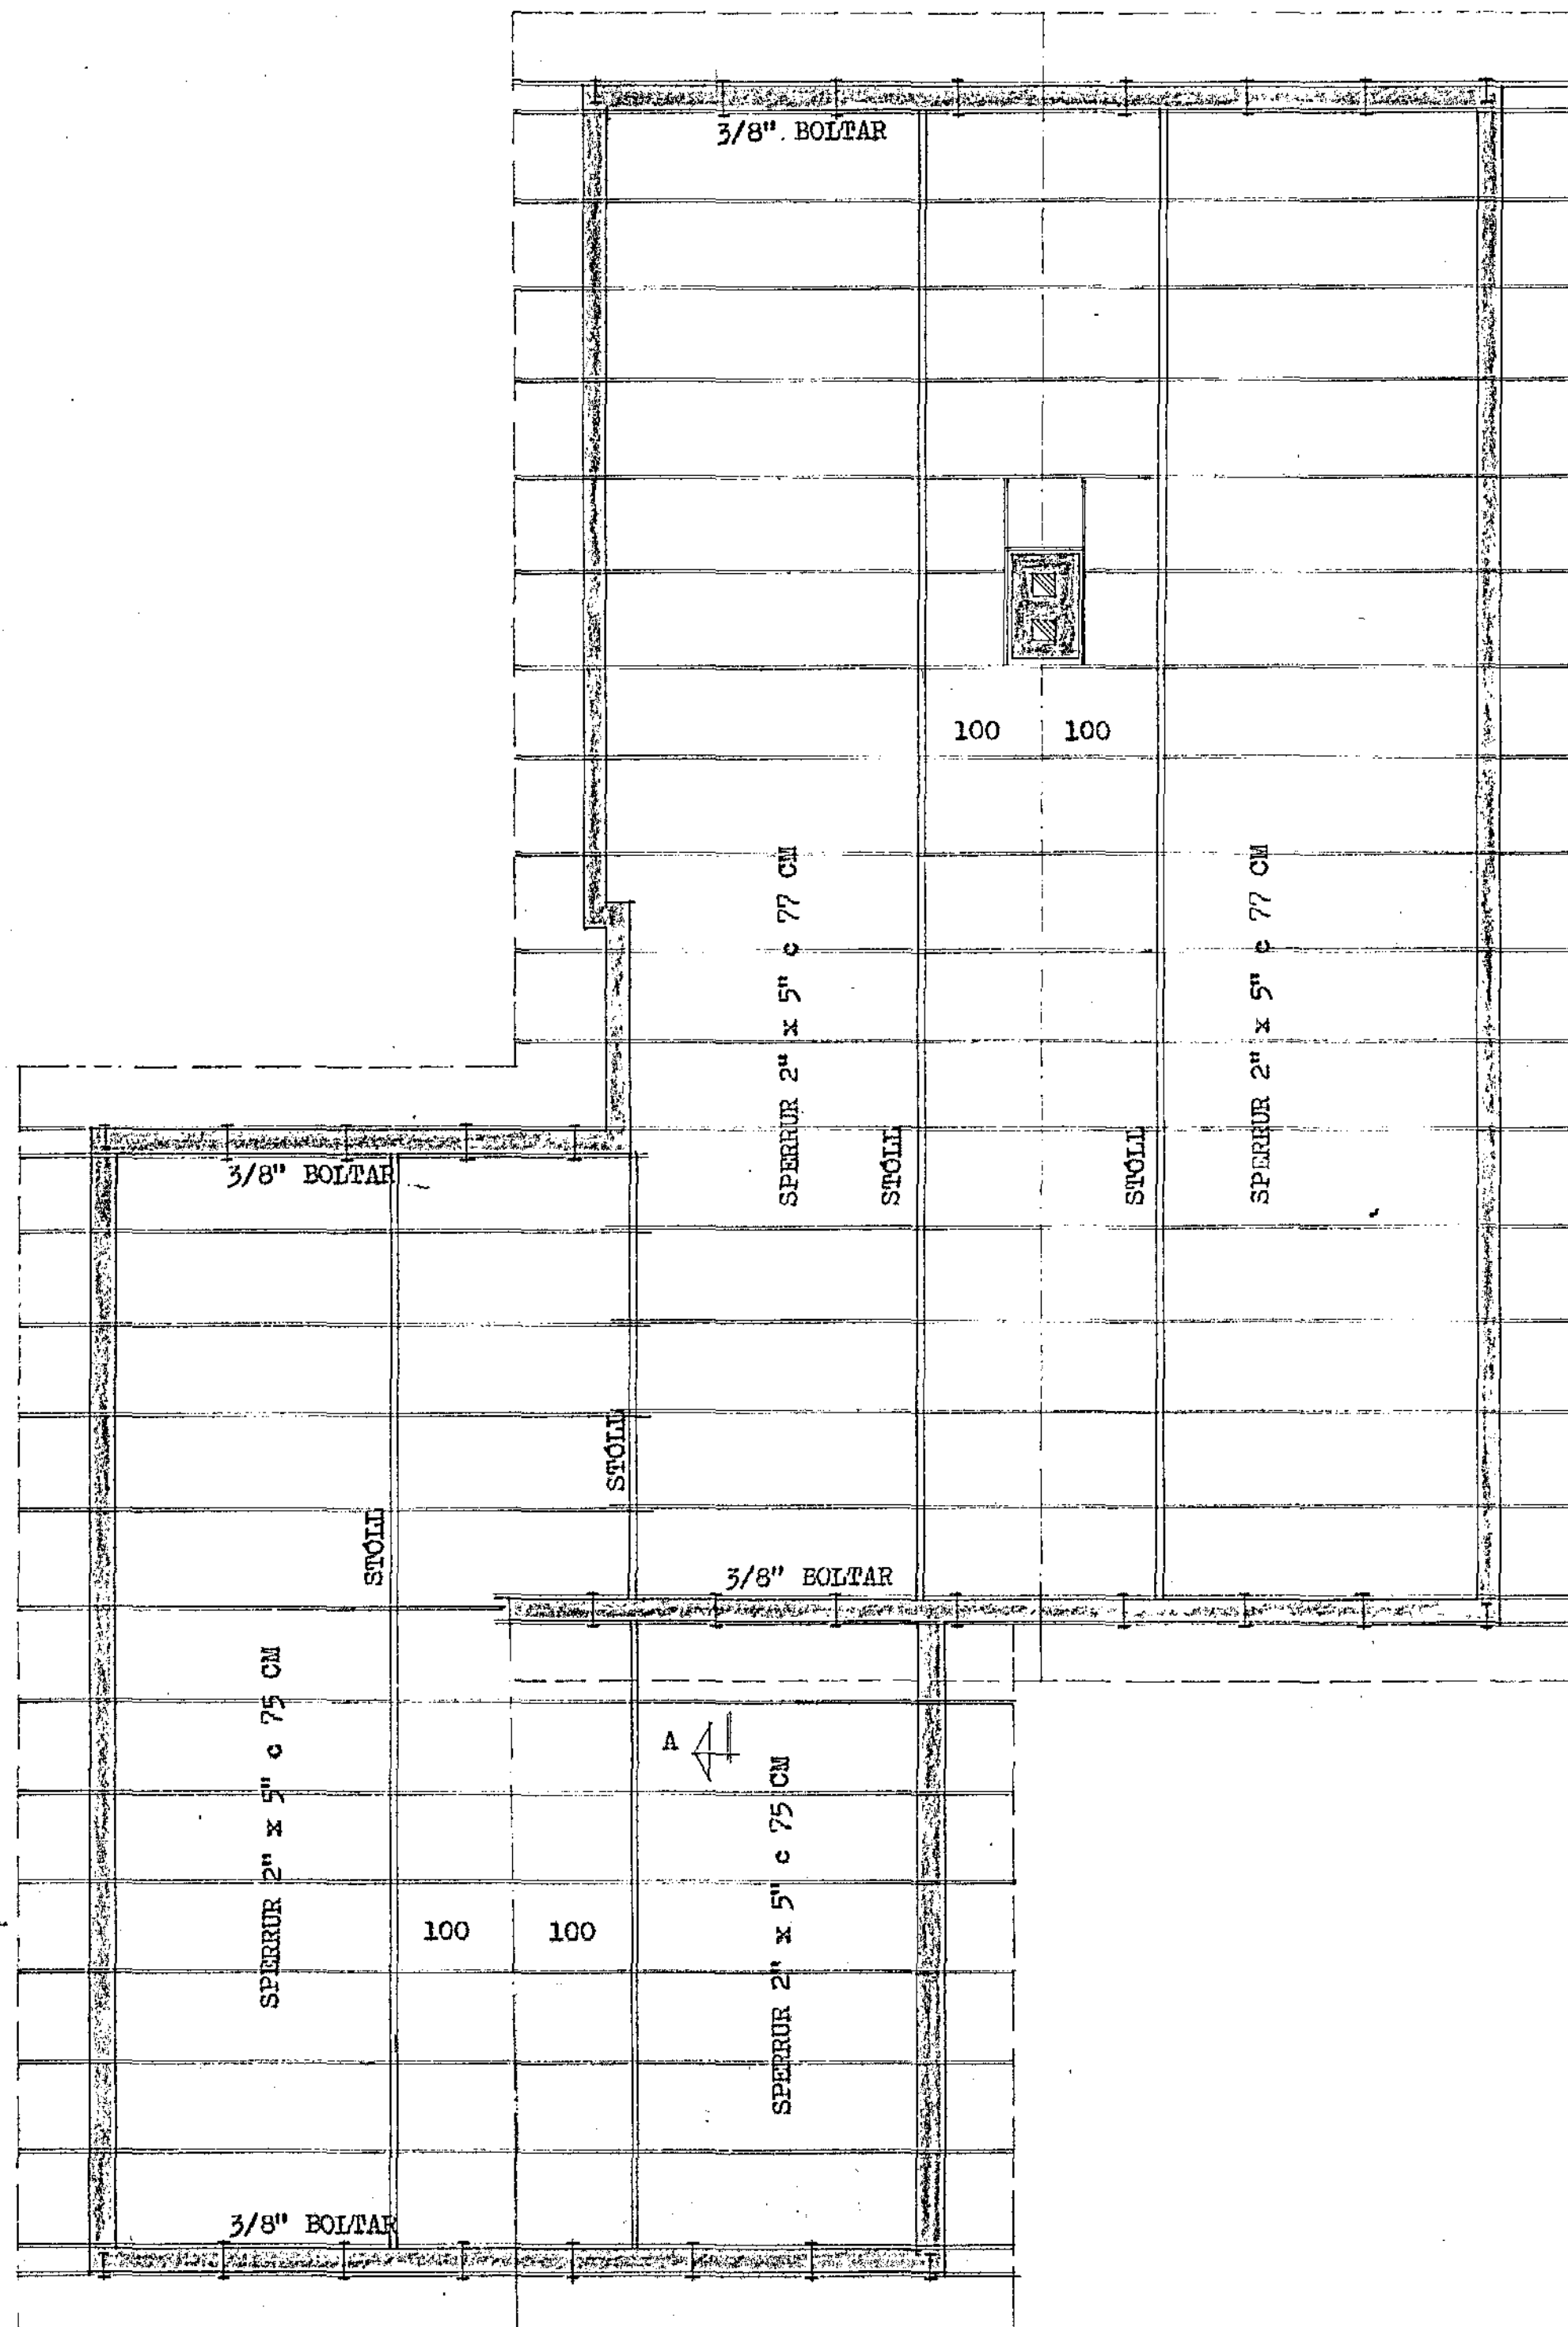 3/8" BOLTAR
100 100
SPERRUR 2" x 5" c 77 CM
SPERRUR 2" x 5" c 77 CM
STÓLL
STÓLL
3/8" BOLTAR
STÓLL
STÓLL
3/8" BOLTAR
SPERRUR 2" x 5" c 75 CM
A
SPERRUR 2" x 5" c 75 CM
100 100
3/8" BOLTAR